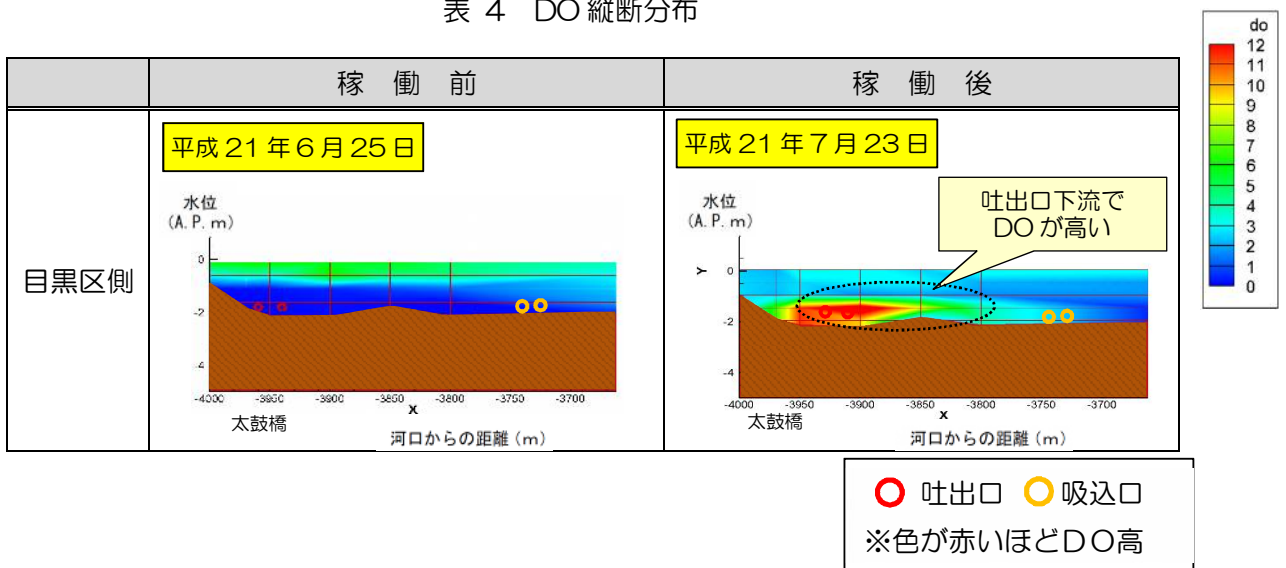 表 4 DO 縦断分布
do
12
11
10
9
8
7
6
5
4
3
2
1
0
稼 働 前
稼 働 後
目黒区側
平成 21 年 6 月 25 日
水位
(A. P. m)
0
-2
-4
-4000 -3950 -3900 -3850 -3800 -3750 -3700
X
太鼓橋
河口からの距離(m)
平成 21 年 7 月 23 日
吐出口下流で
DO が高い
水位
(A. P. m)
Y
0
-2
-4
-4000 -3950 -3900 -3850 -3800 -3750 -3700
X
太鼓橋
河口からの距離(m)
吐出口 吸込口
※色が赤いほどDO高